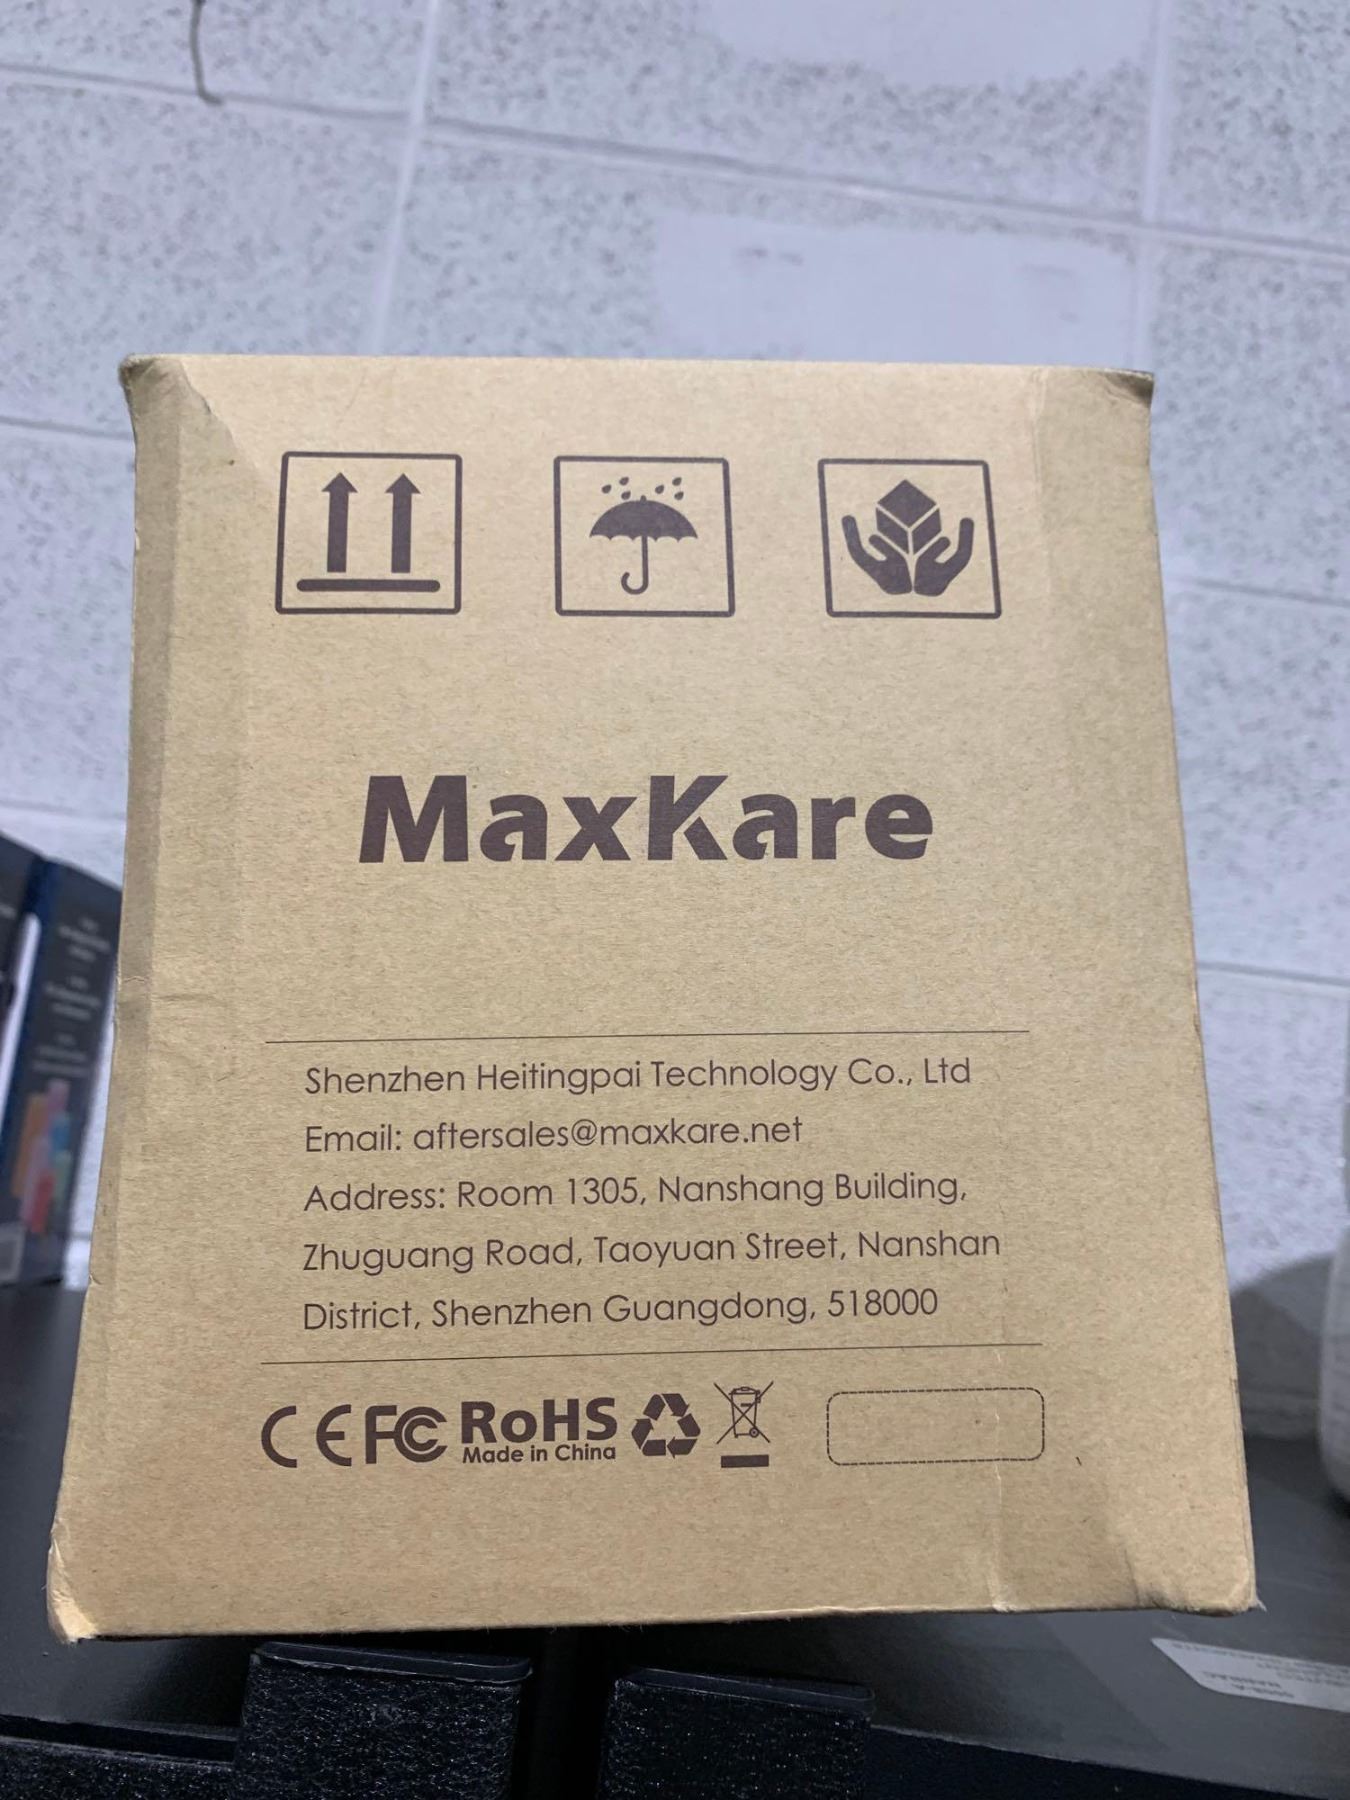 MaxKare
Shenzhen Heitingpai Technology Co., Ltd
Email: aftersales@maxkare.net
Address: Room 1305, Nanshang Building,
Zhuguang Road, Taoyuan Street, Nanshan
District, Shenzhen Guangdong, 518000
CE FC RoHS
Made in China